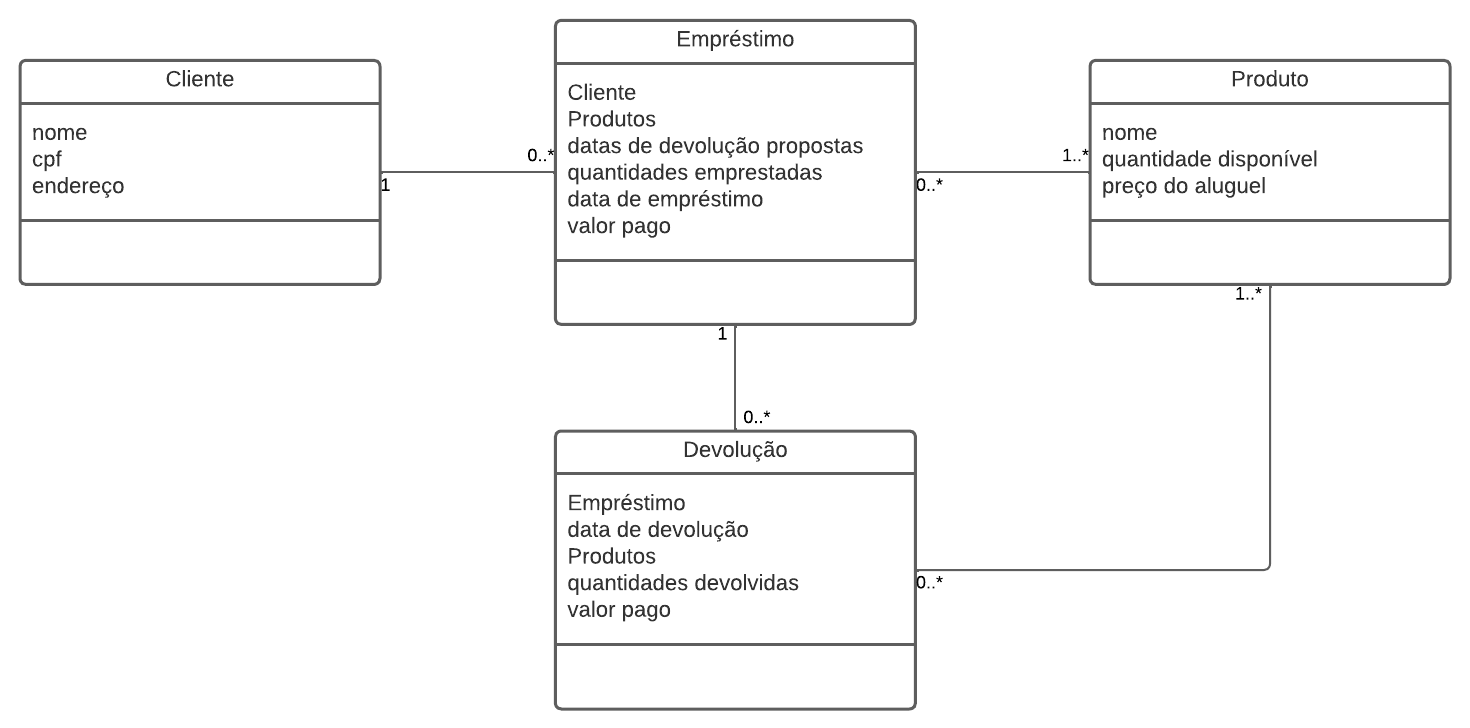 Cliente
nome
cpf
endereço
1
0..*
Empréstimo
Cliente
Produtos
datas de devolução propostas
quantidades emprestadas
data de empréstimo
valor pago
0..*
1..*
Produto
nome
quantidade disponível
preço do aluguel
1..*
1
0..*
Devolução
Empréstimo
data de devolução
Produtos
quantidades devolvidas
valor pago
0..*